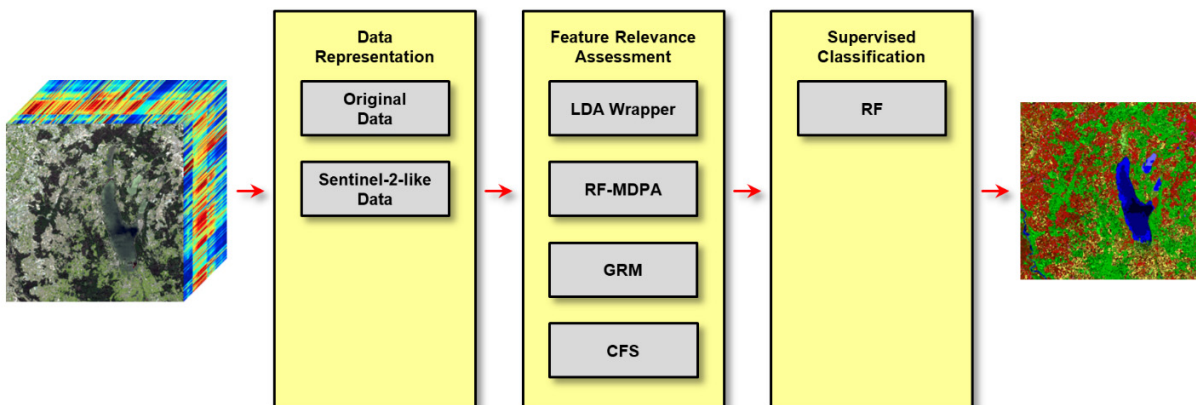 Data
Representation
Original
Data
Sentinel-2-like
Data
Feature Relevance
Assessment
LDA Wrapper
RF-MDPA
GRM
CFS
Supervised
Classification
RF